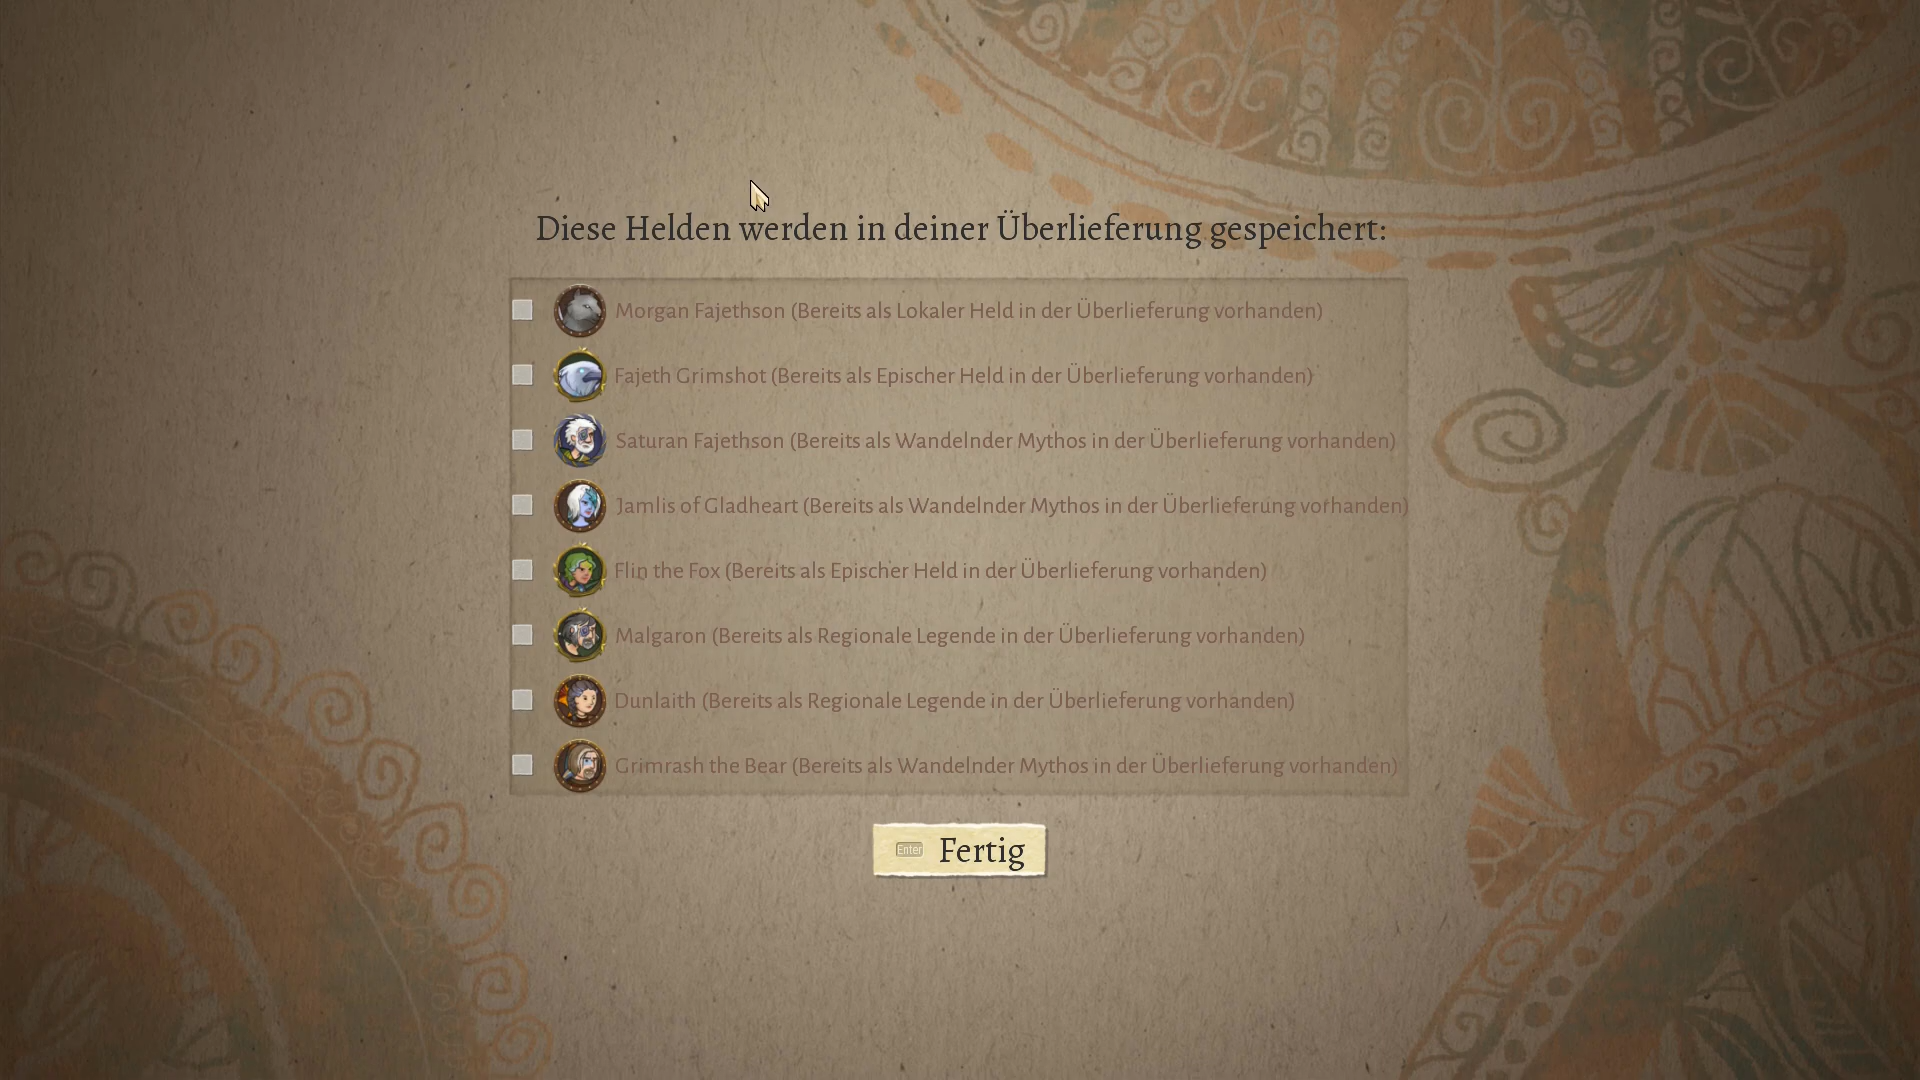 Diese Helden werden in deiner Überlieferung gespeichert:
Morgan Fajethson (Bereits als Lokaler Held in der Überlieferung vorhanden)
Fajeth Grimshot (Bereits als Epischer Held in der Überlieferung vorhanden)
Saturan Fajethson (Bereits als Wandelnder Mythos in der Überlieferung vorhanden)
Jamlis of Gladheart (Bereits als Wandelnder Mythos in der Überlieferung vorhanden)
Flin the Fox (Bereits als Epischer Held in der Überlieferung vorhanden)
Malgaron (Bereits als Regionale Legende in der Überlieferung vorhanden)
Dunlaith (Bereits als Regionale Legende in der Überlieferung vorhanden)
Grimrash the Bear (Bereits als Wandelnder Mythos in der Überlieferung vorhanden)
Enter Fertig